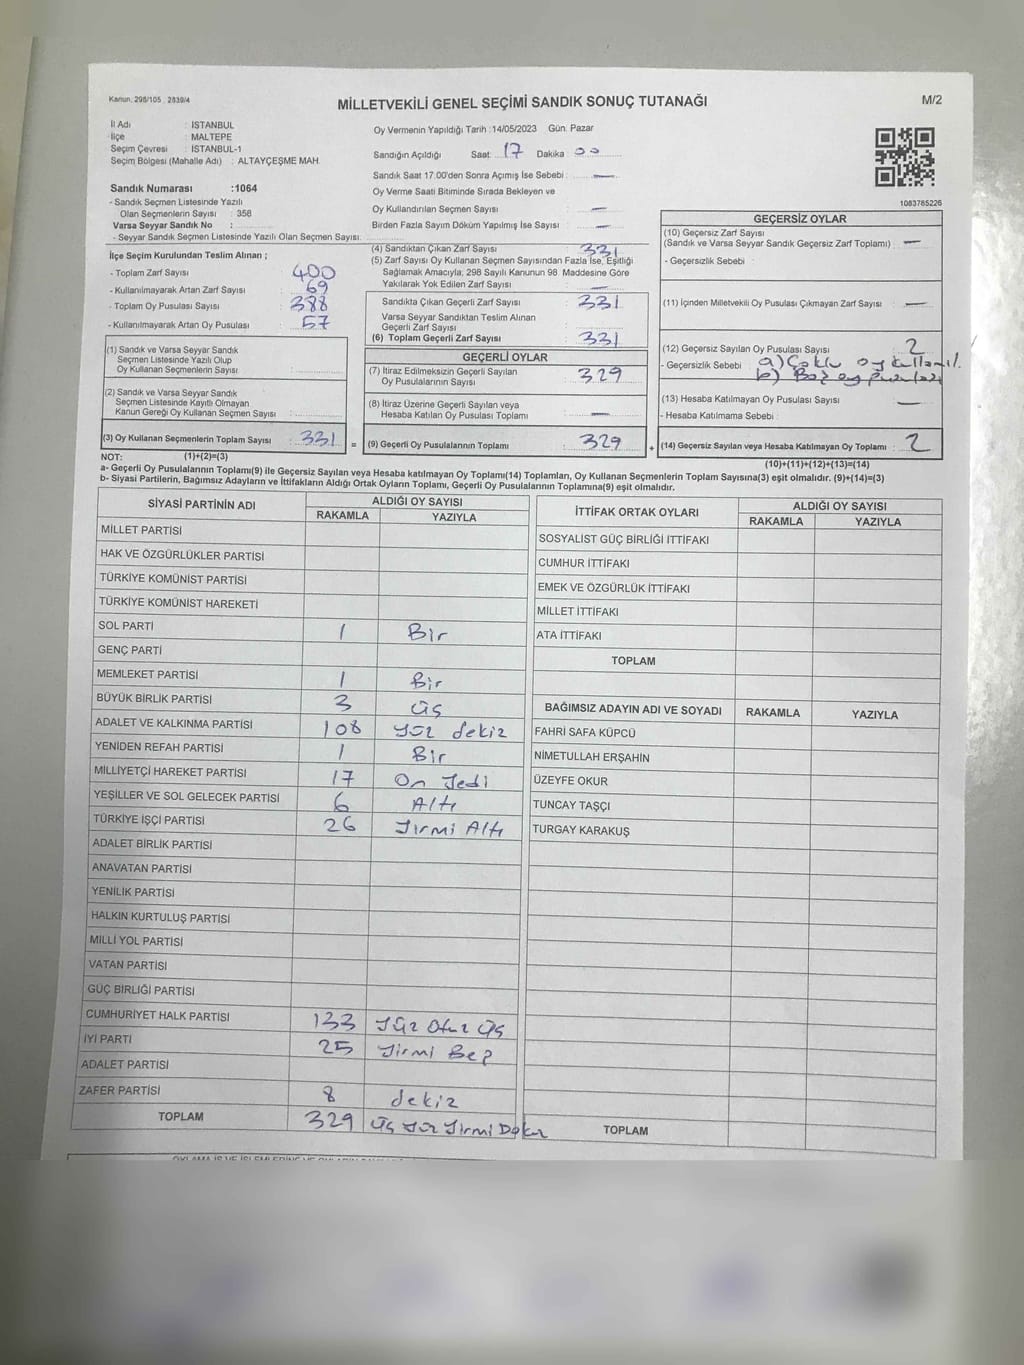 Kanun. 298/105 , 2839/4
MİLLETVEKİLİ GENEL SEÇİMİ SANDIK SONUÇ TUTANAĞI
M/2
İl Adı : İSTANBUL
İlçe : MALTEPE
Seçim Çevresi : İSTANBUL-1
Seçim Bölgesi (Mahalle Adı) : ALTAYÇEŞME MAH.
Sandık Numarası :1064
- Sandık Seçmen Listesinde Yazılı
Olan Seçmenlerin Sayısı : 358
Varsa Seyyar Sandık No :
- Seyyar Sandık Seçmen Listesinde Yazılı Olan Seçmen Sayısı:
Oy Vermenin Yapıldığı Tarih :14/05/2023 Gün: Pazar
Sandığın Açıldığı Saat: 17 Dakika : 00
Sandık Saat 17:00'den Sonra Açımış İse Sebebi : —
Oy Verme Saati Bitiminde Sırada Bekleyen ve
Oy Kullandırılan Seçmen Sayısı : —
Birden Fazla Sayım Döküm Yapılmış İse Sayısı : —
1083785226
İlçe Seçim Kurulundan Teslim Alınan ;
- Toplam Zarf Sayısı : 400
- Kullanılmayarak Artan Zarf Sayısı : 69
- Toplam Oy Pusulası Sayısı : 388
- Kullanılmayarak Artan Oy Pusulası : 57
(1) Sandık ve Varsa Seyyar Sandık
Seçmen Listesinde Yazılı Olup
Oy Kullanan Seçmenlerin Sayısı :
(2) Sandık ve Varsa Seyyar Sandık
Seçmen Listesinde Kayıtlı Olmayan
Kanun Gereği Oy Kullanan Seçmen Sayısı :
(3) Oy Kullanan Seçmenlerin Toplam Sayısı : 331
(4) Sandıktan Çıkan Zarf Sayısı : 331
(5) Zarf Sayısı Oy Kullanan Seçmen Sayısından Fazla İse, Eşitliği
Sağlamak Amacıyla; 298 Sayılı Kanunun 98 Maddesine Göre
Yakılarak Yok Edilen Zarf Sayısı : —
Sandıkta Çıkan Geçerli Zarf Sayısı : 331
Varsa Seyyar Sandıktan Teslim Alınan
Geçerli Zarf Sayısı :
(6) Toplam Geçerli Zarf Sayısı : 331
GEÇERLİ OYLAR
(7) İtiraz Edilmeksizin Geçerli Sayılan
Oy Pusulalarının Sayısı : 329
(8) İtiraz Üzerine Geçerli Sayılan veya
Hesaba Katılan Oy Pusulası Toplamı : —
= (9) Geçerli Oy Pusulalarının Toplamı : 329
GEÇERSİZ OYLAR
(10) Geçersiz Zarf Sayısı
(Sandık ve Varsa Seyyar Sandık Geçersiz Zarf Toplamı) : —
- Geçersizlik Sebebi :
(11) İçinden Milletvekili Oy Pusulası Çıkmayan Zarf Sayısı : —
(12) Geçersiz Sayılan Oy Pusulası Sayısı : 2
- Geçersizlik Sebebi : a) Çoklu oy
b) Boş oy
(13) Hesaba Katılmayan Oy Pusulası Sayısı : —
- Hesaba Katılmama Sebebi :
+ (14) Geçersiz Sayılan veya Hesaba Katılmayan Oy Toplamı : 2
NOT: (1)+(2)=(3)
(10)+(11)+(12)+(13)=(14)
a- Geçerli Oy Pusulalarının Toplamı(9) ile Geçersiz Sayılan veya Hesaba katılmayan Oy Toplamı(14) Toplamları, Oy Kullanan Seçmenlerin Toplam Sayısına(3) eşit olmalıdır. (9)+(14)=(3)
b- Siyasi Partilerin, Bağımsız Adayların ve İttifakların Aldığı Ortak Oyların Toplamı, Geçerli Oy Pusulalarının Toplamına(9) eşit olmalıdır.
SİYASİ PARTİNİN ADI ALDIĞI OY SAYISI
RAKAMLA YAZIYLA
MİLLET PARTİSİ
HAK VE ÖZGÜRLÜKLER PARTİSİ
TÜRKİYE KOMÜNİST PARTİSİ
TÜRKİYE KOMÜNİST HAREKETİ
SOL PARTİ 1 Bir
GENÇ PARTİ
MEMLEKET PARTİSİ 1 Bir
BÜYÜK BİRLİK PARTİSİ 3 Üç
ADALET VE KALKINMA PARTİSİ 108 Yüz Sekiz
YENİDEN REFAH PARTİSİ 1 Bir
MİLLİYETÇİ HAREKET PARTİSİ 17 On Yedi
YEŞİLLER VE SOL GELECEK PARTİSİ 6 Altı
TÜRKİYE İŞÇİ PARTİSİ 26 Yirmi Altı
ADALET BİRLİK PARTİSİ
ANAVATAN PARTİSİ
YENİLİK PARTİSİ
HALKIN KURTULUŞ PARTİSİ
MİLLİ YOL PARTİSİ
VATAN PARTİSİ
GÜÇ BİRLİĞİ PARTİSİ
CUMHURİYET HALK PARTİSİ 133 Yüz Otuz Üç
İYİ PARTİ 25 Yirmi Beş
ADALET PARTİSİ
ZAFER PARTİSİ 8 Sekiz
TOPLAM 329 Üç Yüz Yirmi Dokuz
İTTİFAK ORTAK OYLARI ALDIĞI OY SAYISI
RAKAMLA YAZIYLA
SOSYALİST GÜÇ BİRLİĞİ İTTİFAKI
CUMHUR İTTİFAKI
EMEK VE ÖZGÜRLÜK İTTİFAKI
MİLLET İTTİFAKI
ATA İTTİFAKI
TOPLAM
BAĞIMSIZ ADAYIN ADI VE SOYADI RAKAMLA YAZIYLA
FAHRİ SAFA KÜPCÜ
NİMETULLAH ERŞAHİN
ÜZEYFE OKUR
TUNCAY TAŞÇI
TURGAY KARAKUŞ
TOPLAM